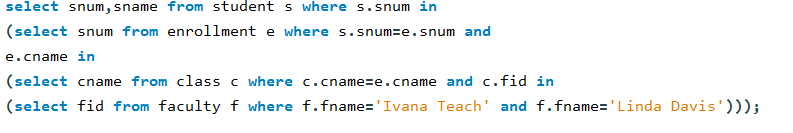 select snum,sname from student s where s.snum in
(select snum from enrollment e where s.snum=e.snum and
e.cname in
(select cname from class c where c.cname=e.cname and c.fid in
(select fid from faculty f where f.fname='Ivana Teach' and f.fname='Linda Davis')));